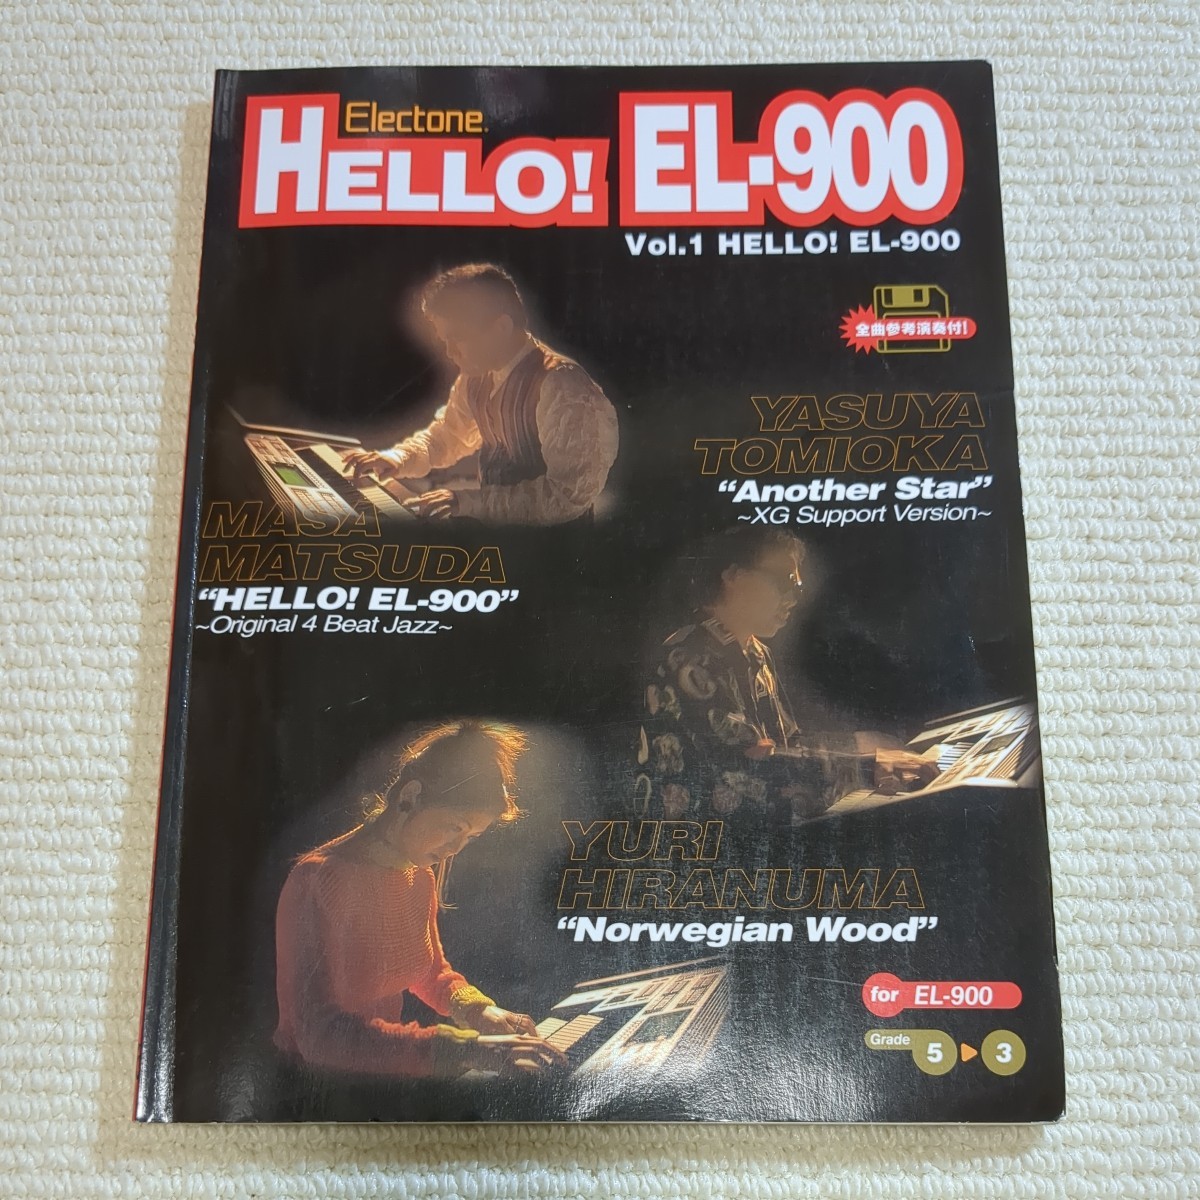 Electone
HELLO! EL-900
Vol.1 HELLO! EL-900
全曲参考演奏付!
YASUYA
TOMIOKA
“Another Star”
~XG Support Version~
MASA
MATSUDA
“HELLO! EL-900”
~Original 4 Beat Jazz~
YURI
HIRANUMA
“Norwegian Wood”
for EL-900
Grade 5 ▶ 3